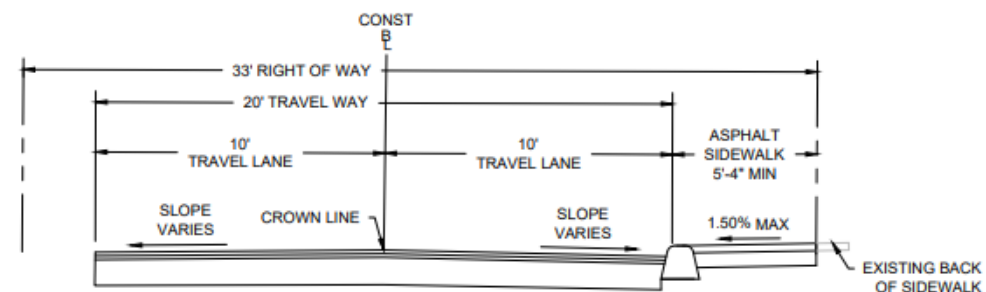 CONST
BL
33' RIGHT OF WAY
20' TRAVEL WAY
10'
TRAVEL LANE
10'
TRAVEL LANE
ASPHALT
SIDEWALK
5'-4" MIN
SLOPE
VARIES
CROWN LINE
SLOPE
VARIES
1.50% MAX
EXISTING BACK
OF SIDEWALK